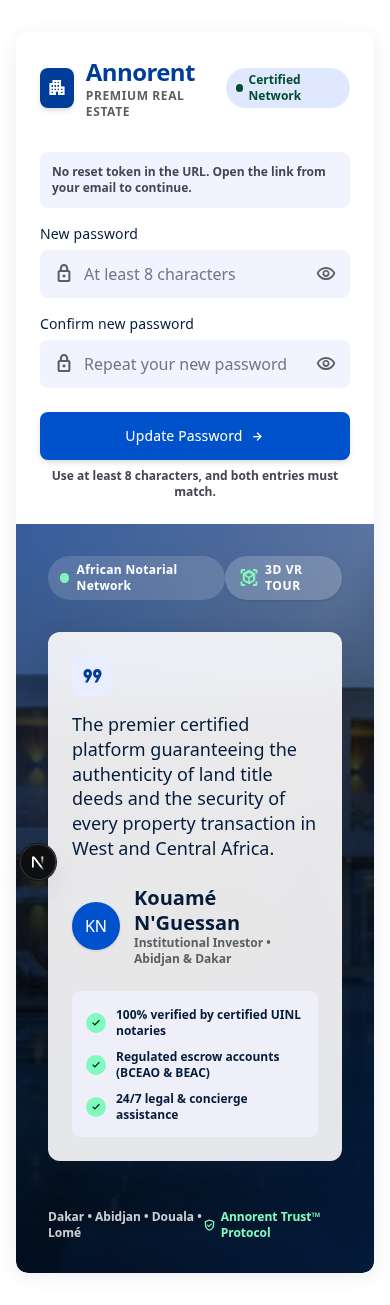 Annorent
PREMIUM REAL
ESTATE
Certified
Network
No reset token in the URL. Open the link from
your email to continue.
New password
At least 8 characters
Confirm new password
Repeat your new password
Update Password →
Use at least 8 characters, and both entries must
match.
African Notarial
Network
3D VR
TOUR
The premier certified
platform guaranteeing the
authenticity of land title
deeds and the security of
every property transaction in
West and Central Africa.
N
KN
Kouamé
N'Guessan
Institutional Investor •
Abidjan & Dakar
100% verified by certified UINL
notaries
Regulated escrow accounts
(BCEAO & BEAC)
24/7 legal & concierge
assistance
Dakar • Abidjan • Douala •
Lomé
Annorent Trust™
Protocol